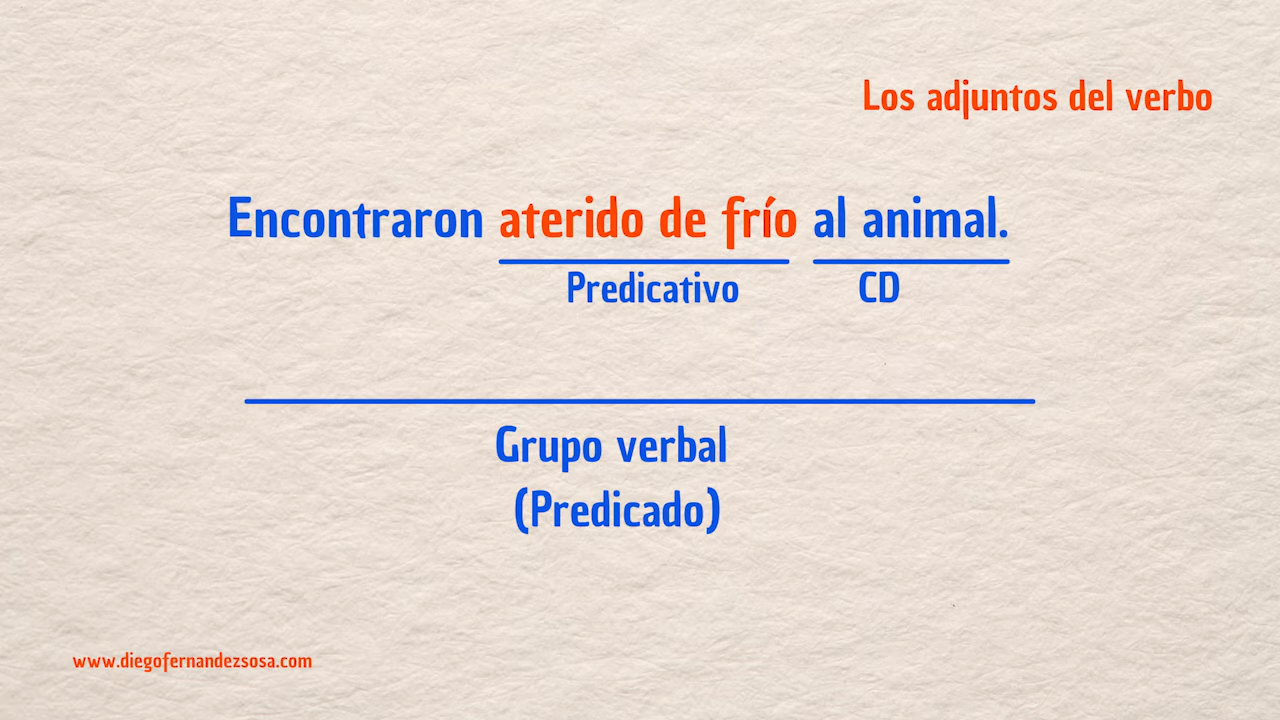 Los adjuntos del verbo
Encontraron aterido de frío al animal.
Predicativo CD
Grupo verbal
(Predicado)
www.diegofernandezsosa.com